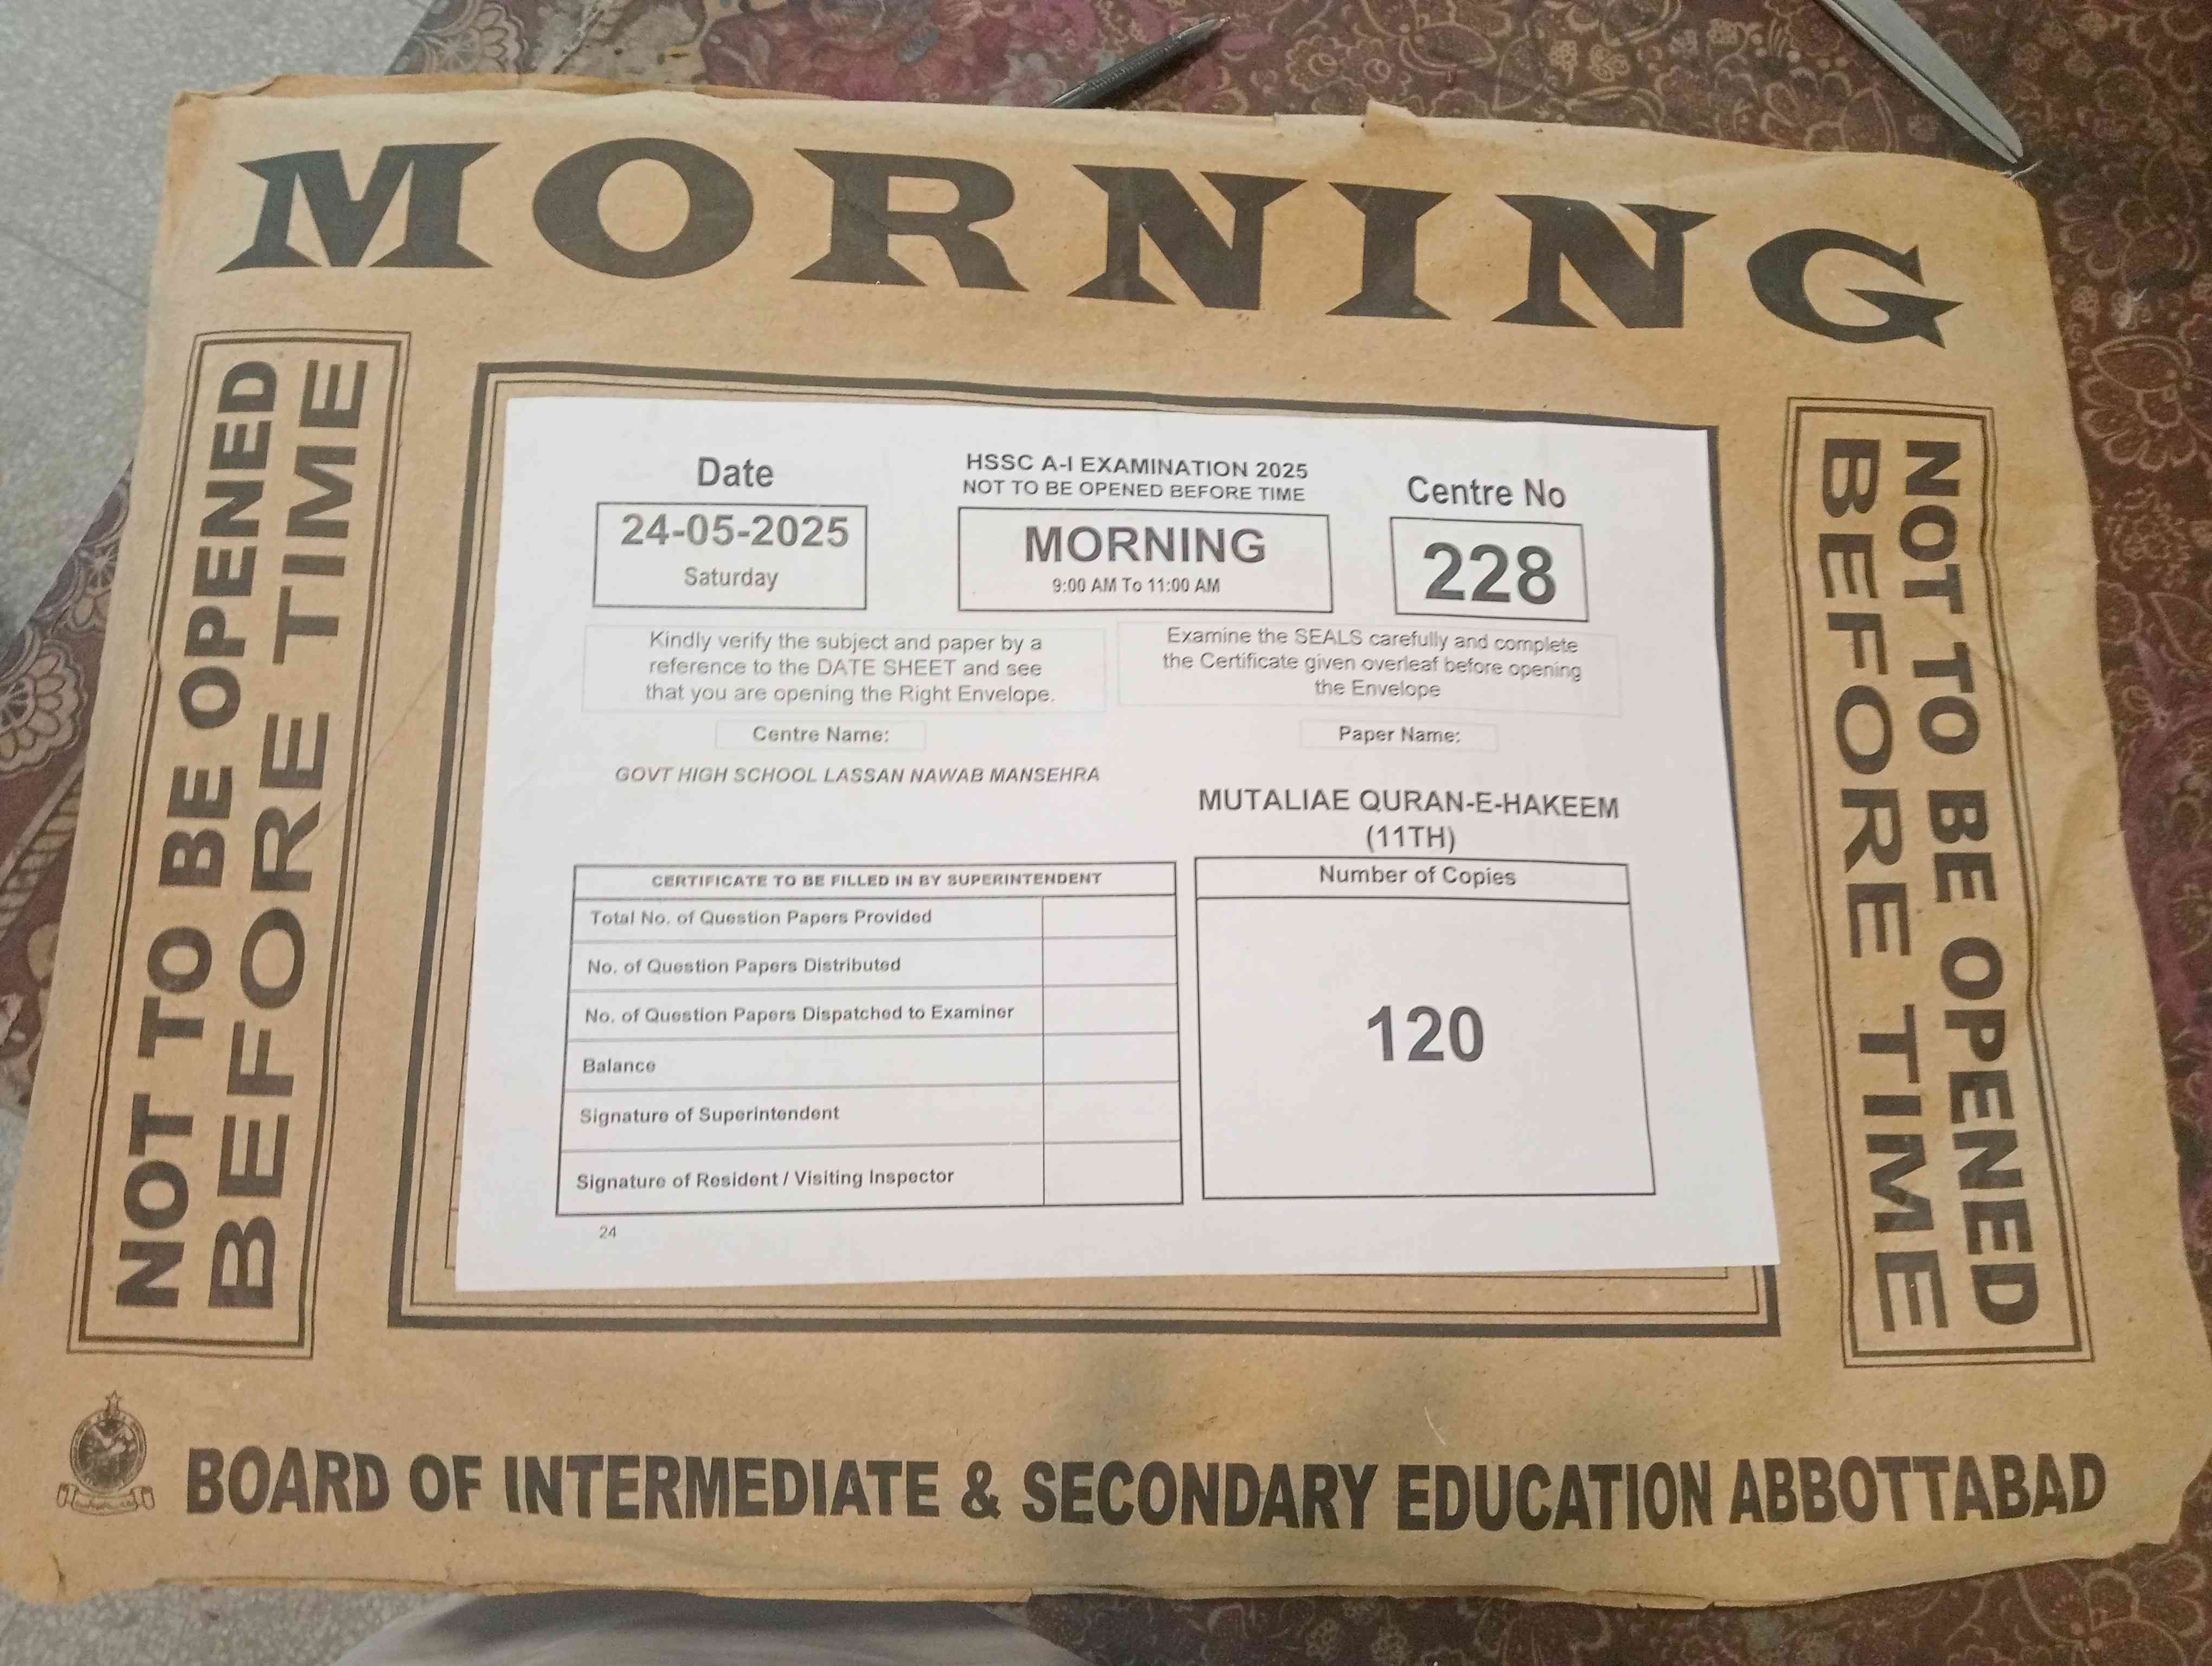 MORNING
NOT TO BE OPENED
BEFORE TIME
Date
24-05-2025
Saturday
HSSC A-I EXAMINATION 2025
NOT TO BE OPENED BEFORE TIME
MORNING
9:00 AM To 11:00 AM
Centre No
228
Kindly verify the subject and paper by a
reference to the DATE SHEET and see
that you are opening the Right Envelope.
Examine the SEALS carefully and complete
the Certificate given overleaf before opening
the Envelope
Centre Name:
GOVT HIGH SCHOOL LASSAN NAWAB MANSEHRA
Paper Name:
MUTALIAE QURAN-E-HAKEEM
(11TH)
CERTIFICATE TO BE FILLED IN BY SUPERINTENDENT
Total No. of Question Papers Provided
No. of Question Papers Distributed
No. of Question Papers Dispatched to Examiner
Balance
Signature of Superintendent
Signature of Resident / Visiting Inspector
Number of Copies
120
24
NOT TO BE OPENED
BEFORE TIME
BOARD OF INTERMEDIATE & SECONDARY EDUCATION ABBOTTABAD